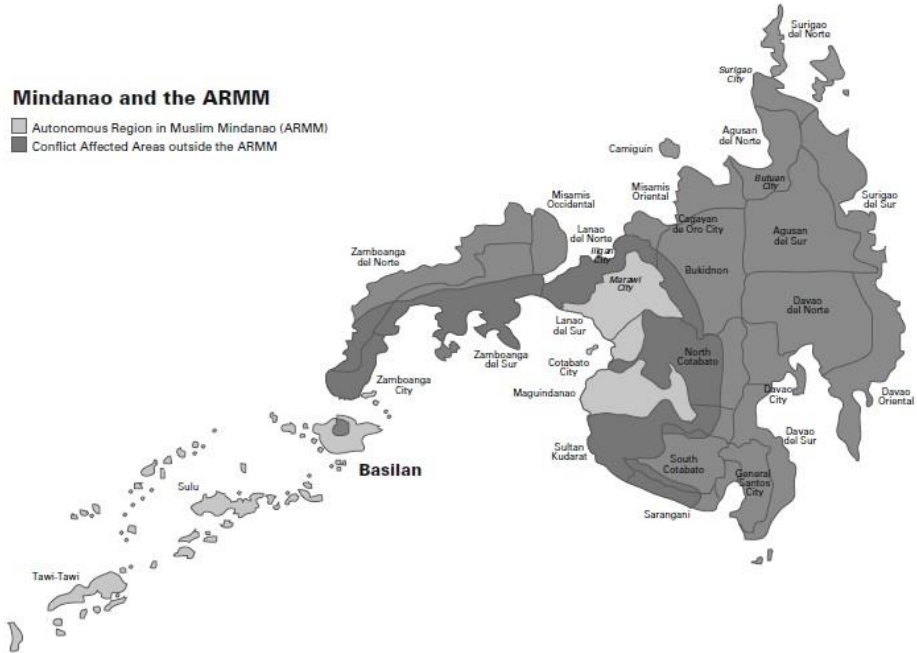 Surigao
del Norte
Mindanao and the ARMM
Autonomous Region in Muslim Mindanao (ARMM)
Conflict Affected Areas outside the ARMM
Surigao
City
Agusan
del Norte
Camiguín
Butuan
City
Misamis
Occidental
Misamis
Oriental
Surigao
del Sur
Cagayan
de Oro City
Lanao
del Norte
Iligan
City
Agusan
del Sur
Zamboanga
del Norte
Bukidnon
Marawi
City
Davao
del Norte
Lanao
del Sur
Zamboanga
del Sur
Cotabato
City
North
Cotabato
Zamboanga
City
Maguindanao
Davao
City
Davao
Oriental
Davao
del Sur
Sultan
Kudarat
Basilan
South
Cotabato
General
Santos
City
Sulu
Sarangani
Tawi-Tawi